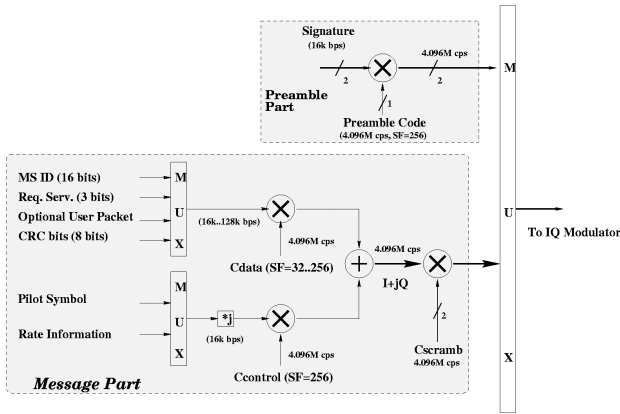 Signature
(16k bps)
4.096M cps
2
2
M
Preamble
Part
1
Preamble Code
(4.096M cps, SF=256)
MS ID (16 bits)
M
Req. Serv. (3 bits)
Optional User Packet
U
(16k..128k bps)
U
CRC bits (8 bits)
X
4.096M cps
4.096M cps
To IQ Modulator
Cdata (SF=32..256)
I+jQ
M
Pilot Symbol
2
U
*j
Rate Information
(16k bps)
X
4.096M cps
Cscramb
4.096M cps
X
Ccontrol (SF=256)
Message Part